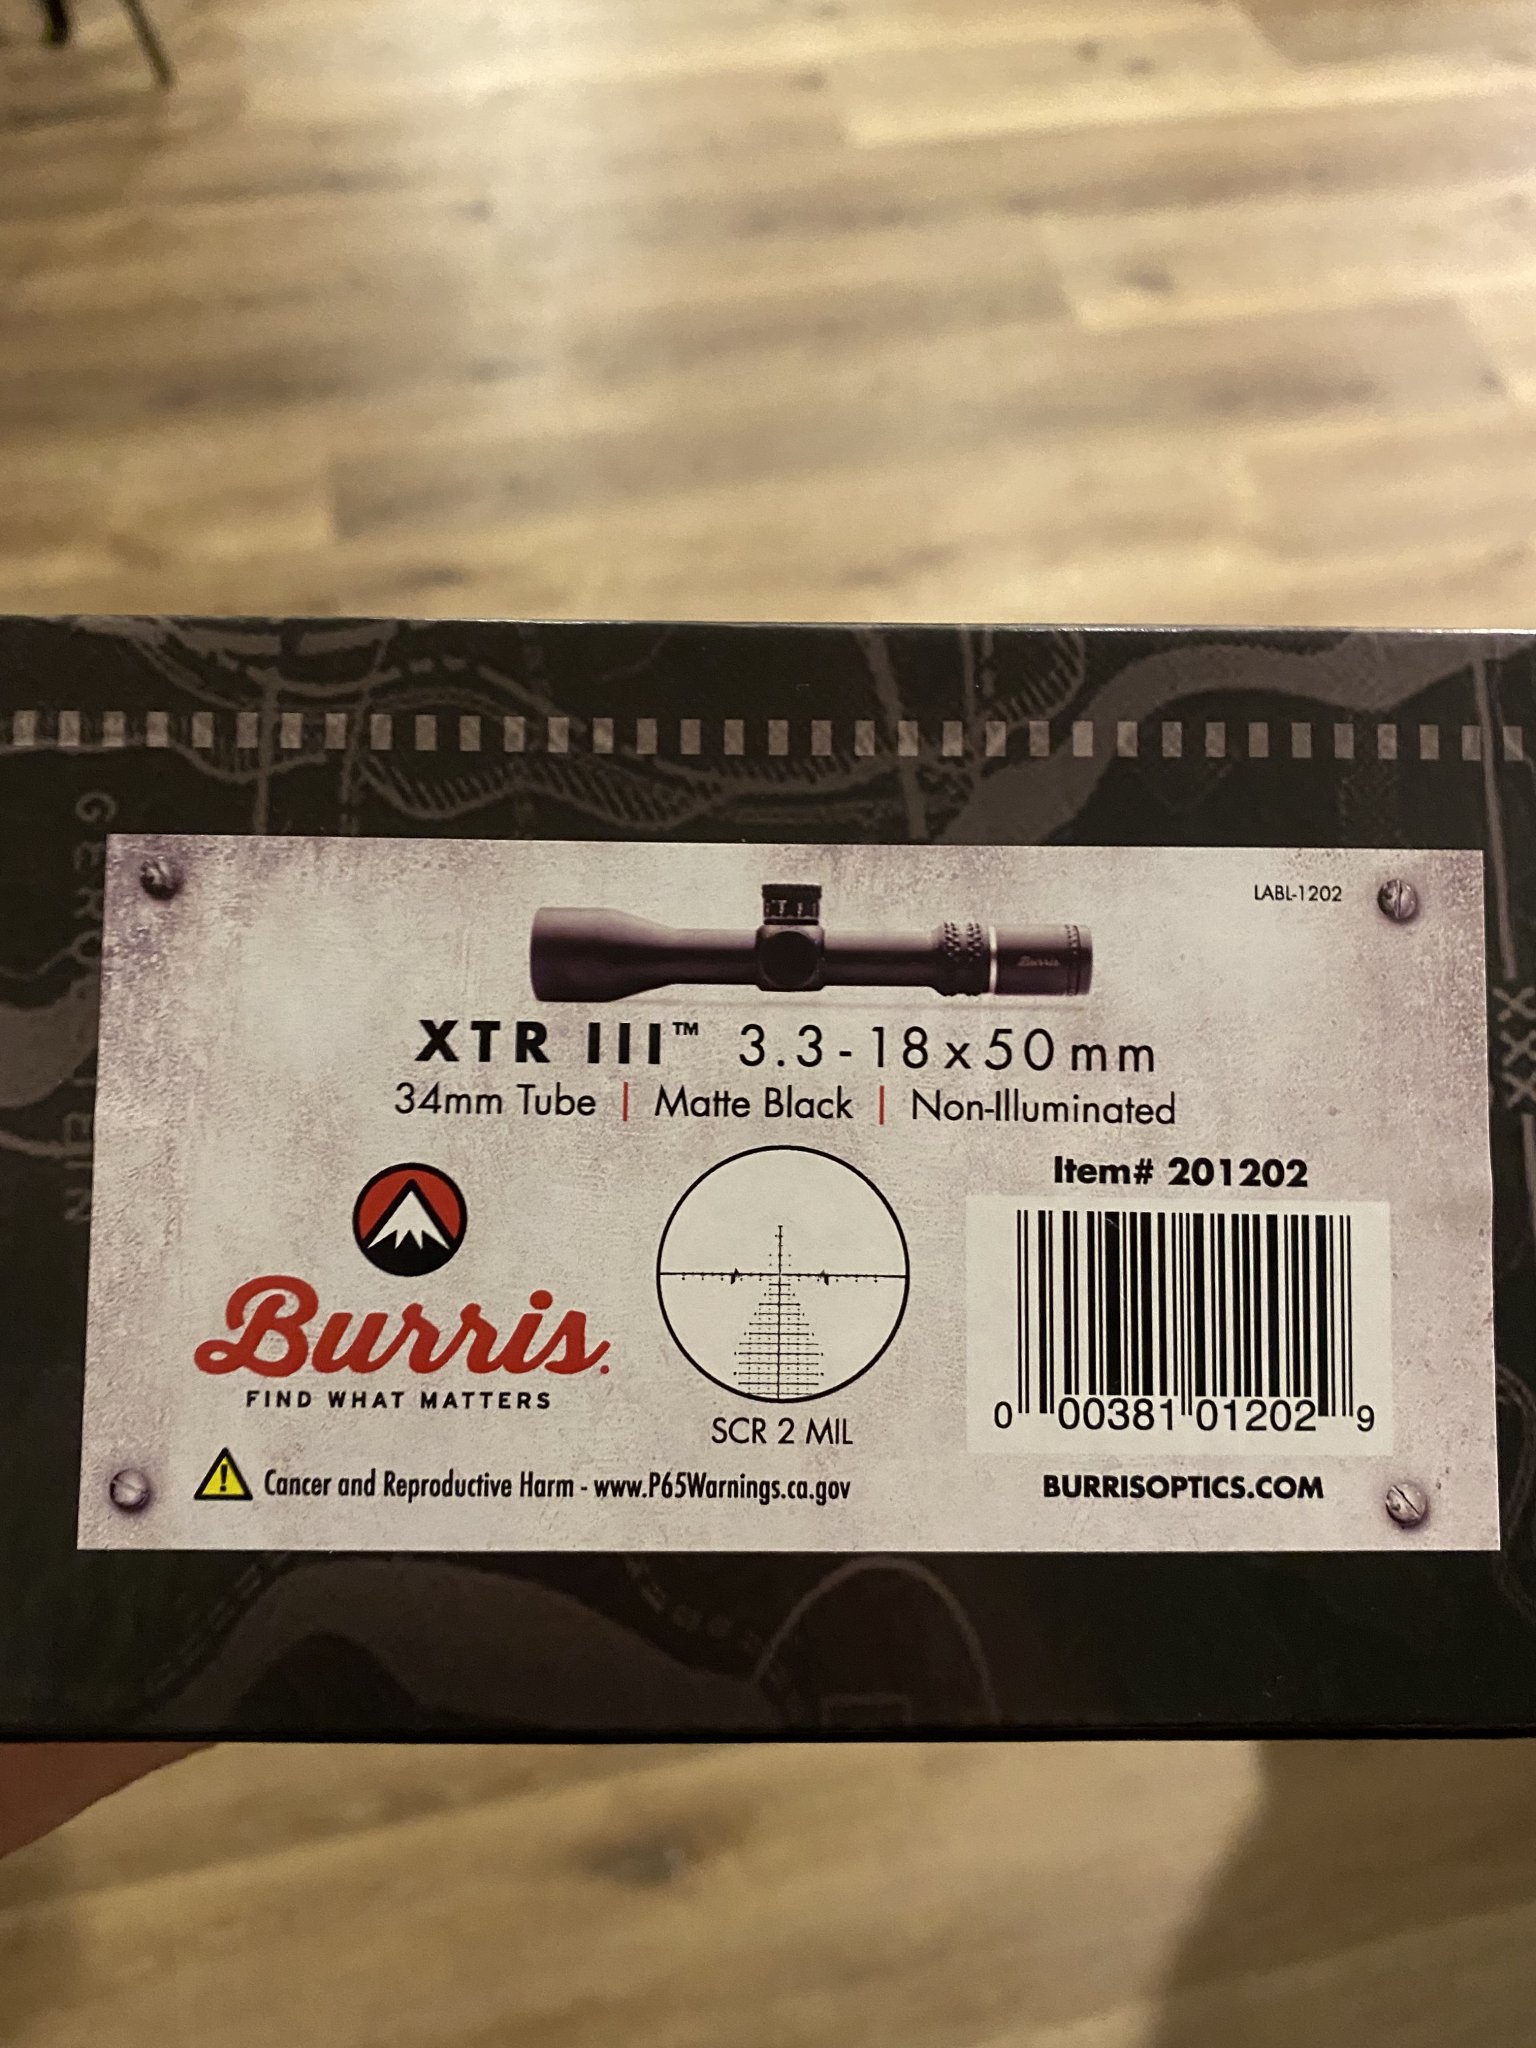 LABL-1202
Burris
XTR III™ 3.3-18x50mm
34mm Tube | Matte Black | Non-Illuminated
Item# 201202
Burris.
FIND WHAT MATTERS
SCR 2 MIL
0 00381 01202 9
Cancer and Reproductive Harm - www.P65Warnings.ca.gov
BURRISOPTICS.COM